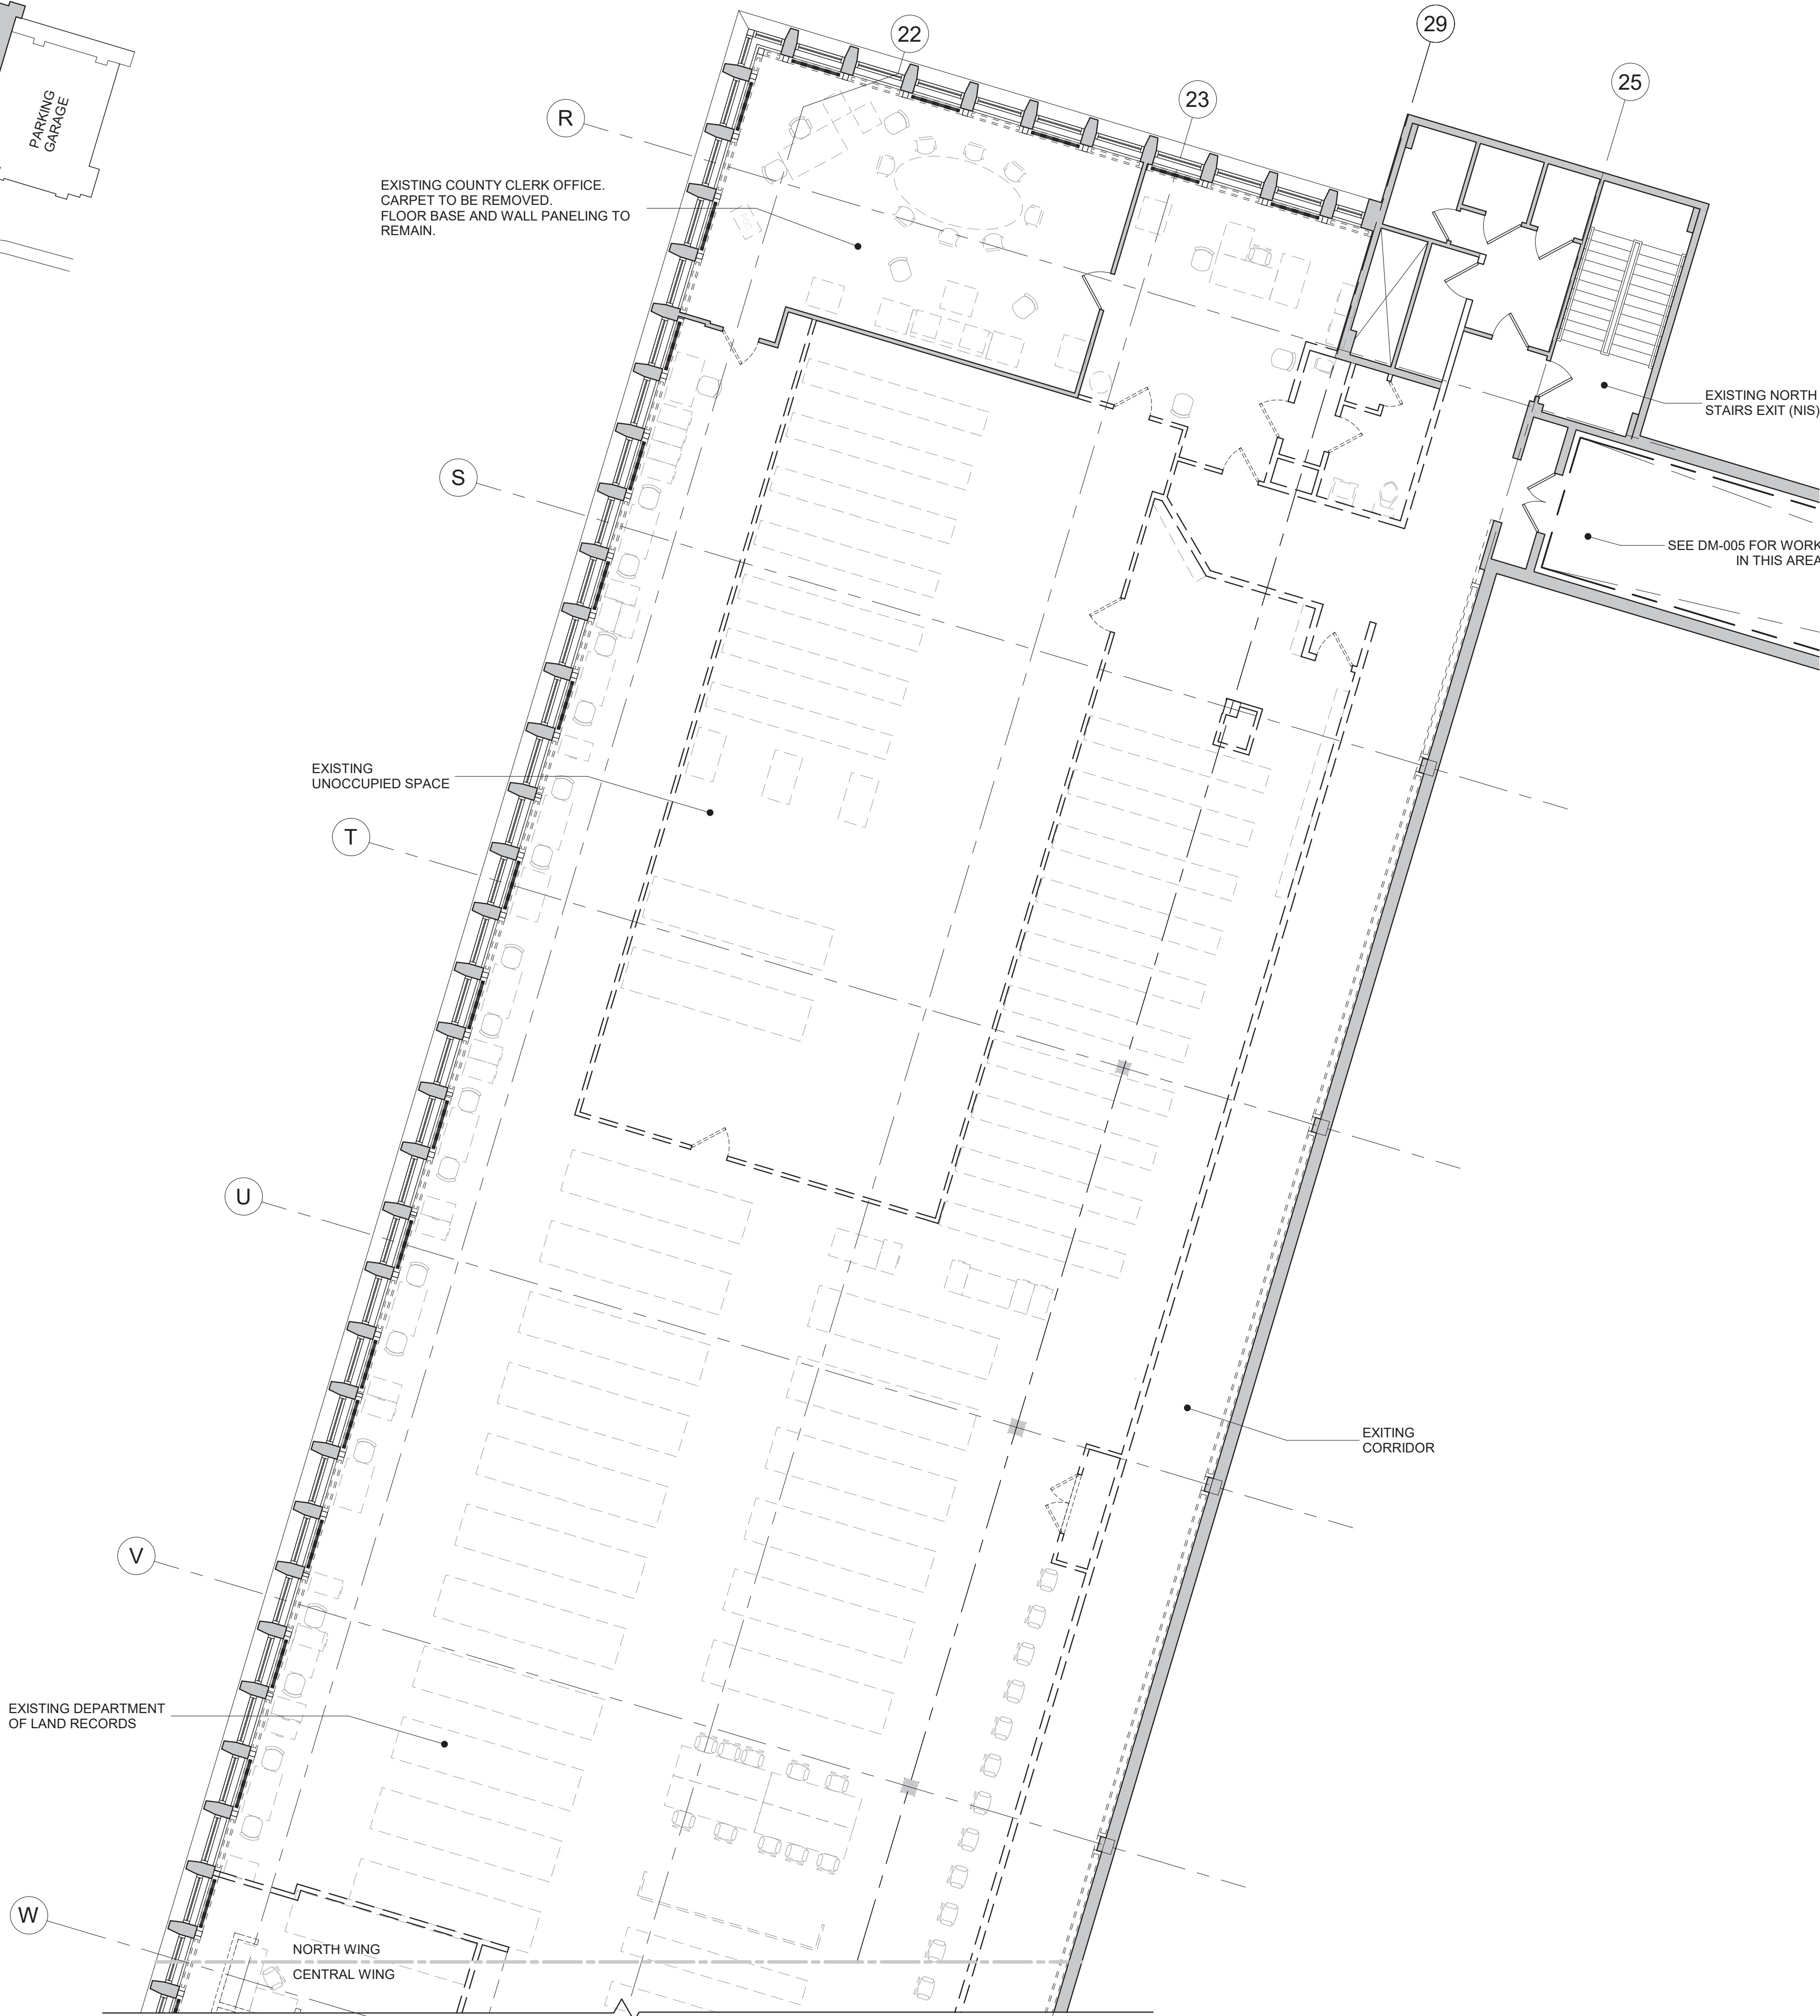 22
29
23
25
PARKING
GARAGE
R
EXISTING COUNTY CLERK OFFICE.
CARPET TO BE REMOVED.
FLOOR BASE AND WALL PANELING TO
REMAIN.
EXISTING NORTH
STAIRS EXIT (NIS)
S
SEE DM-005 FOR WORK
IN THIS AREA
EXISTING
UNOCCUPIED SPACE
T
U
EXITING
CORRIDOR
V
EXISTING DEPARTMENT
OF LAND RECORDS
W
NORTH WING
CENTRAL WING